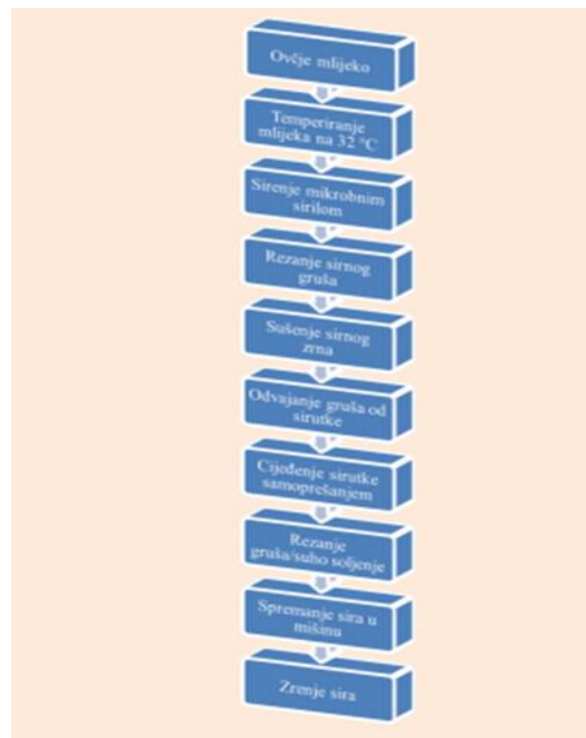 Ovčje mlijeko
Temperiranje
mlijeka na 32 °C
Sirenje mikrobnim
sirilom
Rezanje sirnog
gruša
Sušenje sirnog
zrna
Odvajanje gruša od
sirutke
Cijeđenje sirutke
samoprešanjem
Rezanje
gruša/suho soljenje
Spremanje sira u
mišinu
Zrenje sira